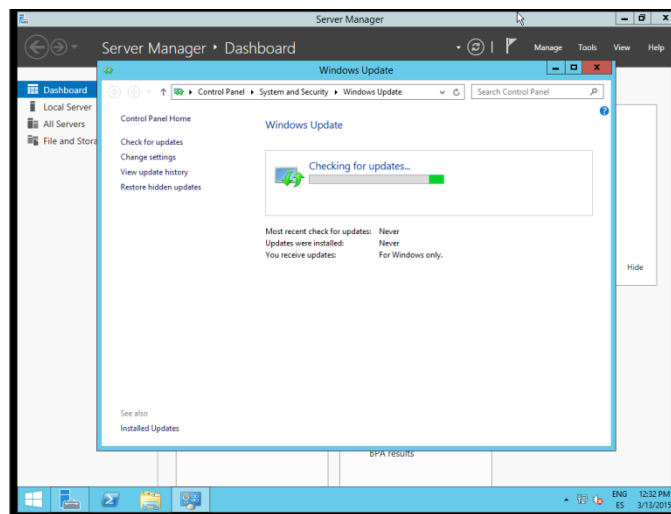 Server Manager
Server Manager ‣ Dashboard
Manage Tools View Help
Windows Update
Control Panel ‣ System and Security ‣ Windows Update
Search Control Panel
Dashboard
Local Server
All Servers
File and Stora
Control Panel Home
Check for updates
Change settings
View update history
Restore hidden updates
Windows Update
Checking for updates...
Most recent check for updates: Never
Updates were installed: Never
You receive updates: For Windows only.
Hide
See also
Installed Updates
BPA results
ENG 12:32 PM
ES 3/13/2015